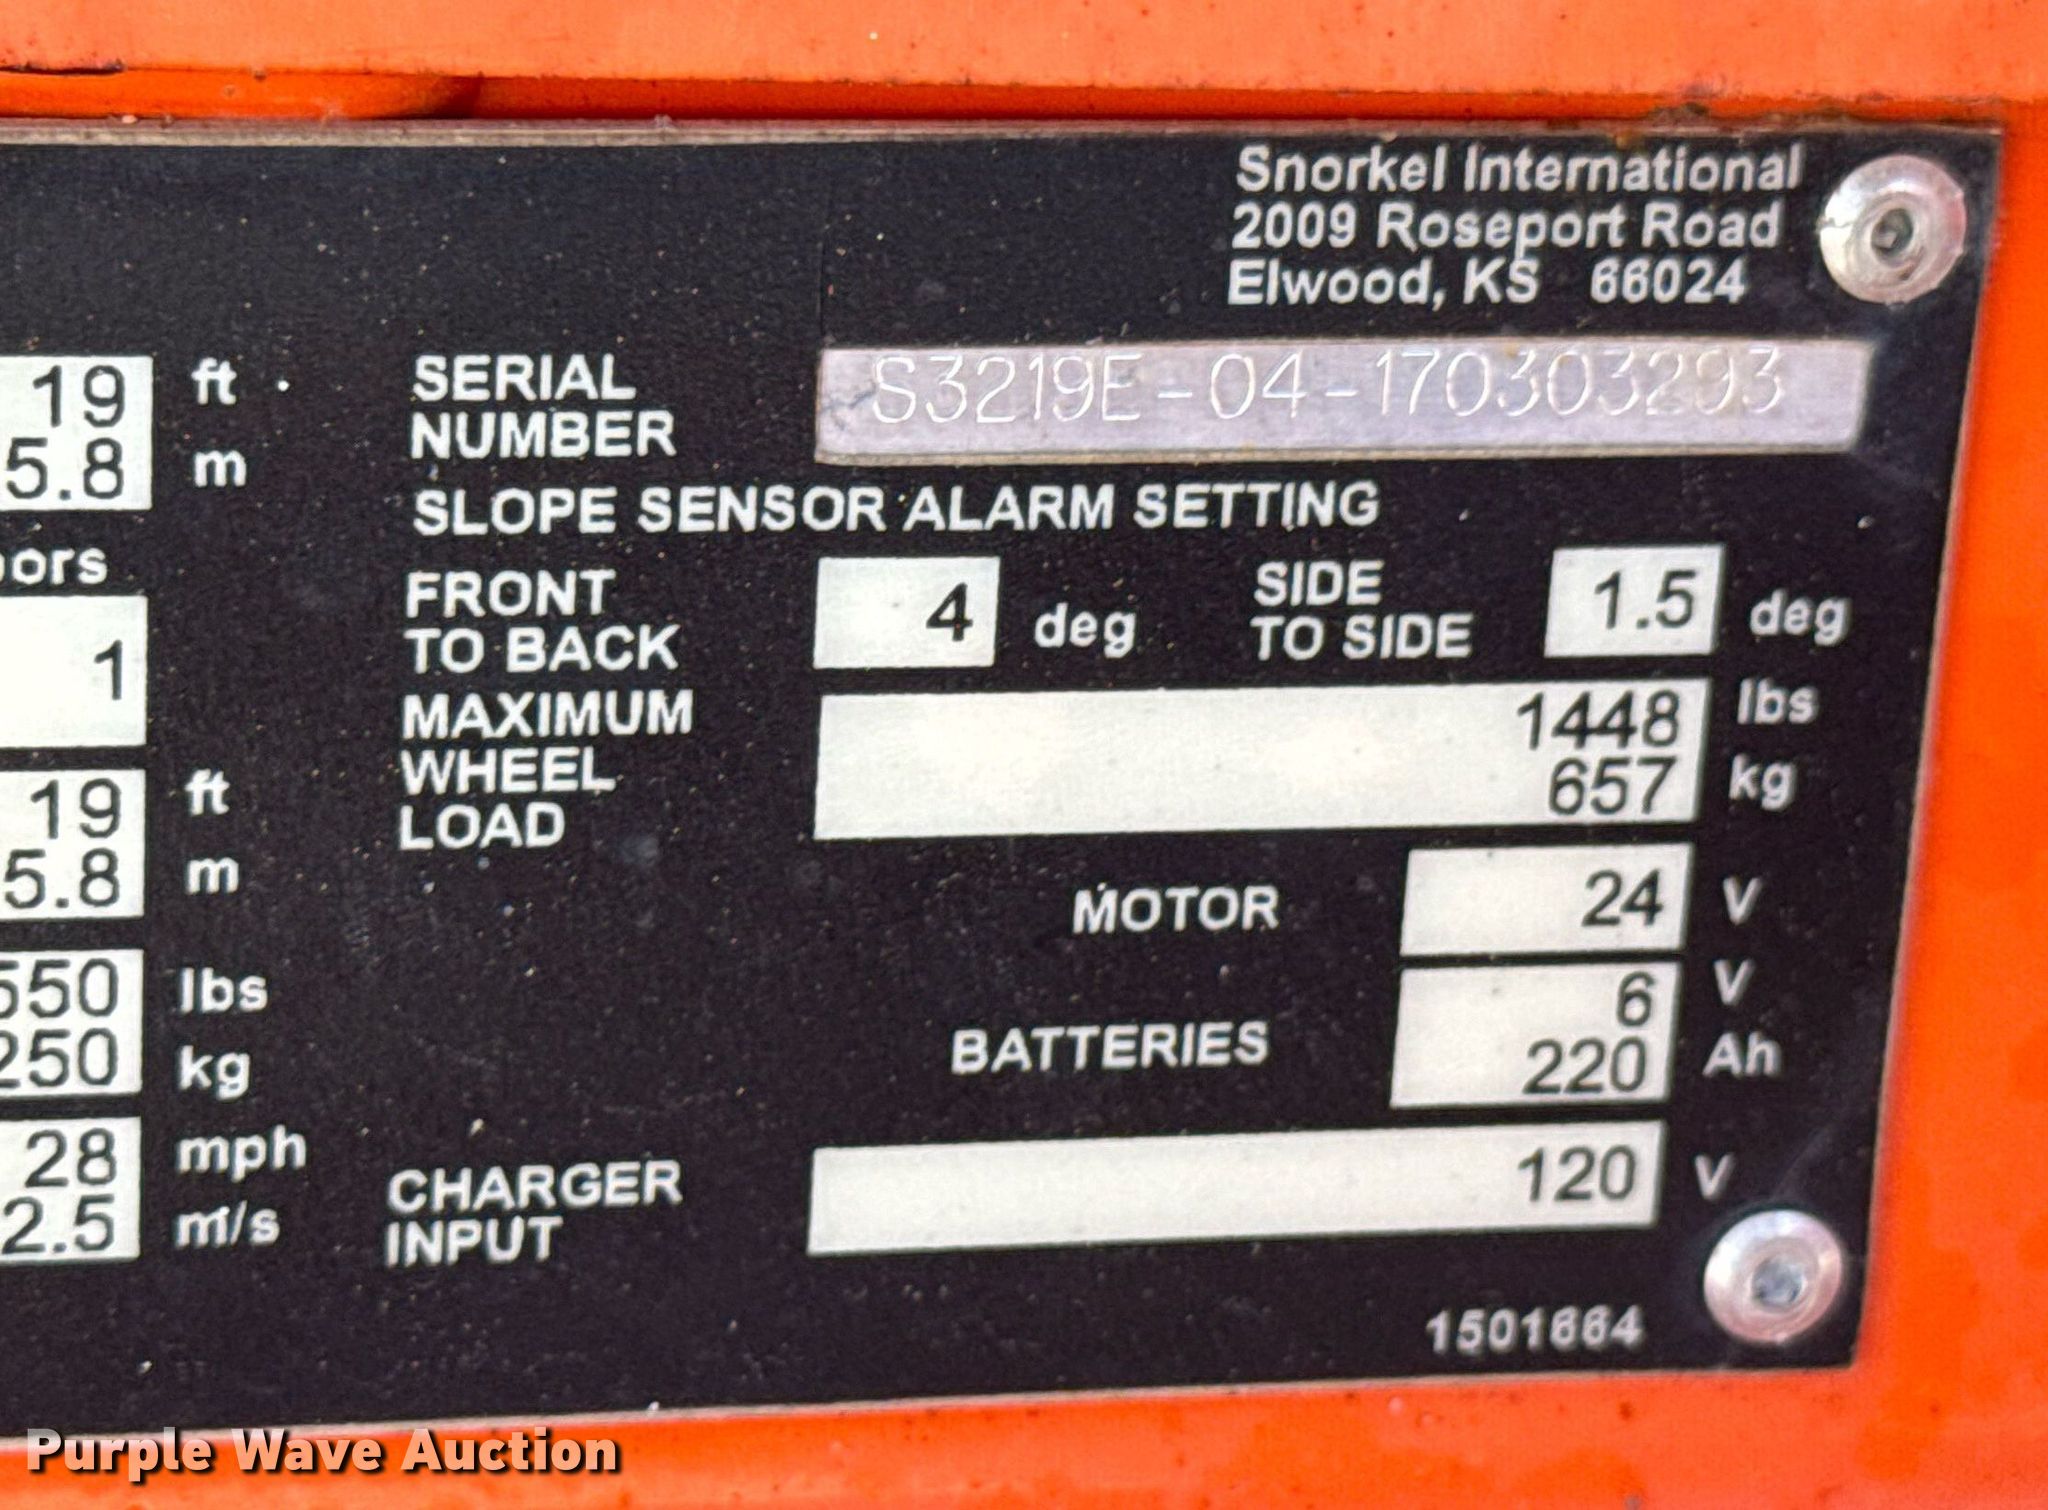 Snorkel International
2009 Roseport Road
Elwood, KS 66024
19 ft
5.8 m
1
19 ft
5.8 m
550 lbs
250 kg
28 mph
2.5 m/s
SERIAL
NUMBER
S3219E-04-170303293
SLOPE SENSOR ALARM SETTING
FRONT
TO BACK
4 deg
SIDE
TO SIDE
1.5 deg
MAXIMUM
WHEEL
LOAD
1448 lbs
657 kg
MOTOR 24 V
BATTERIES
6 V
220 Ah
CHARGER
INPUT
120 V
1501664
Purple Wave Auction